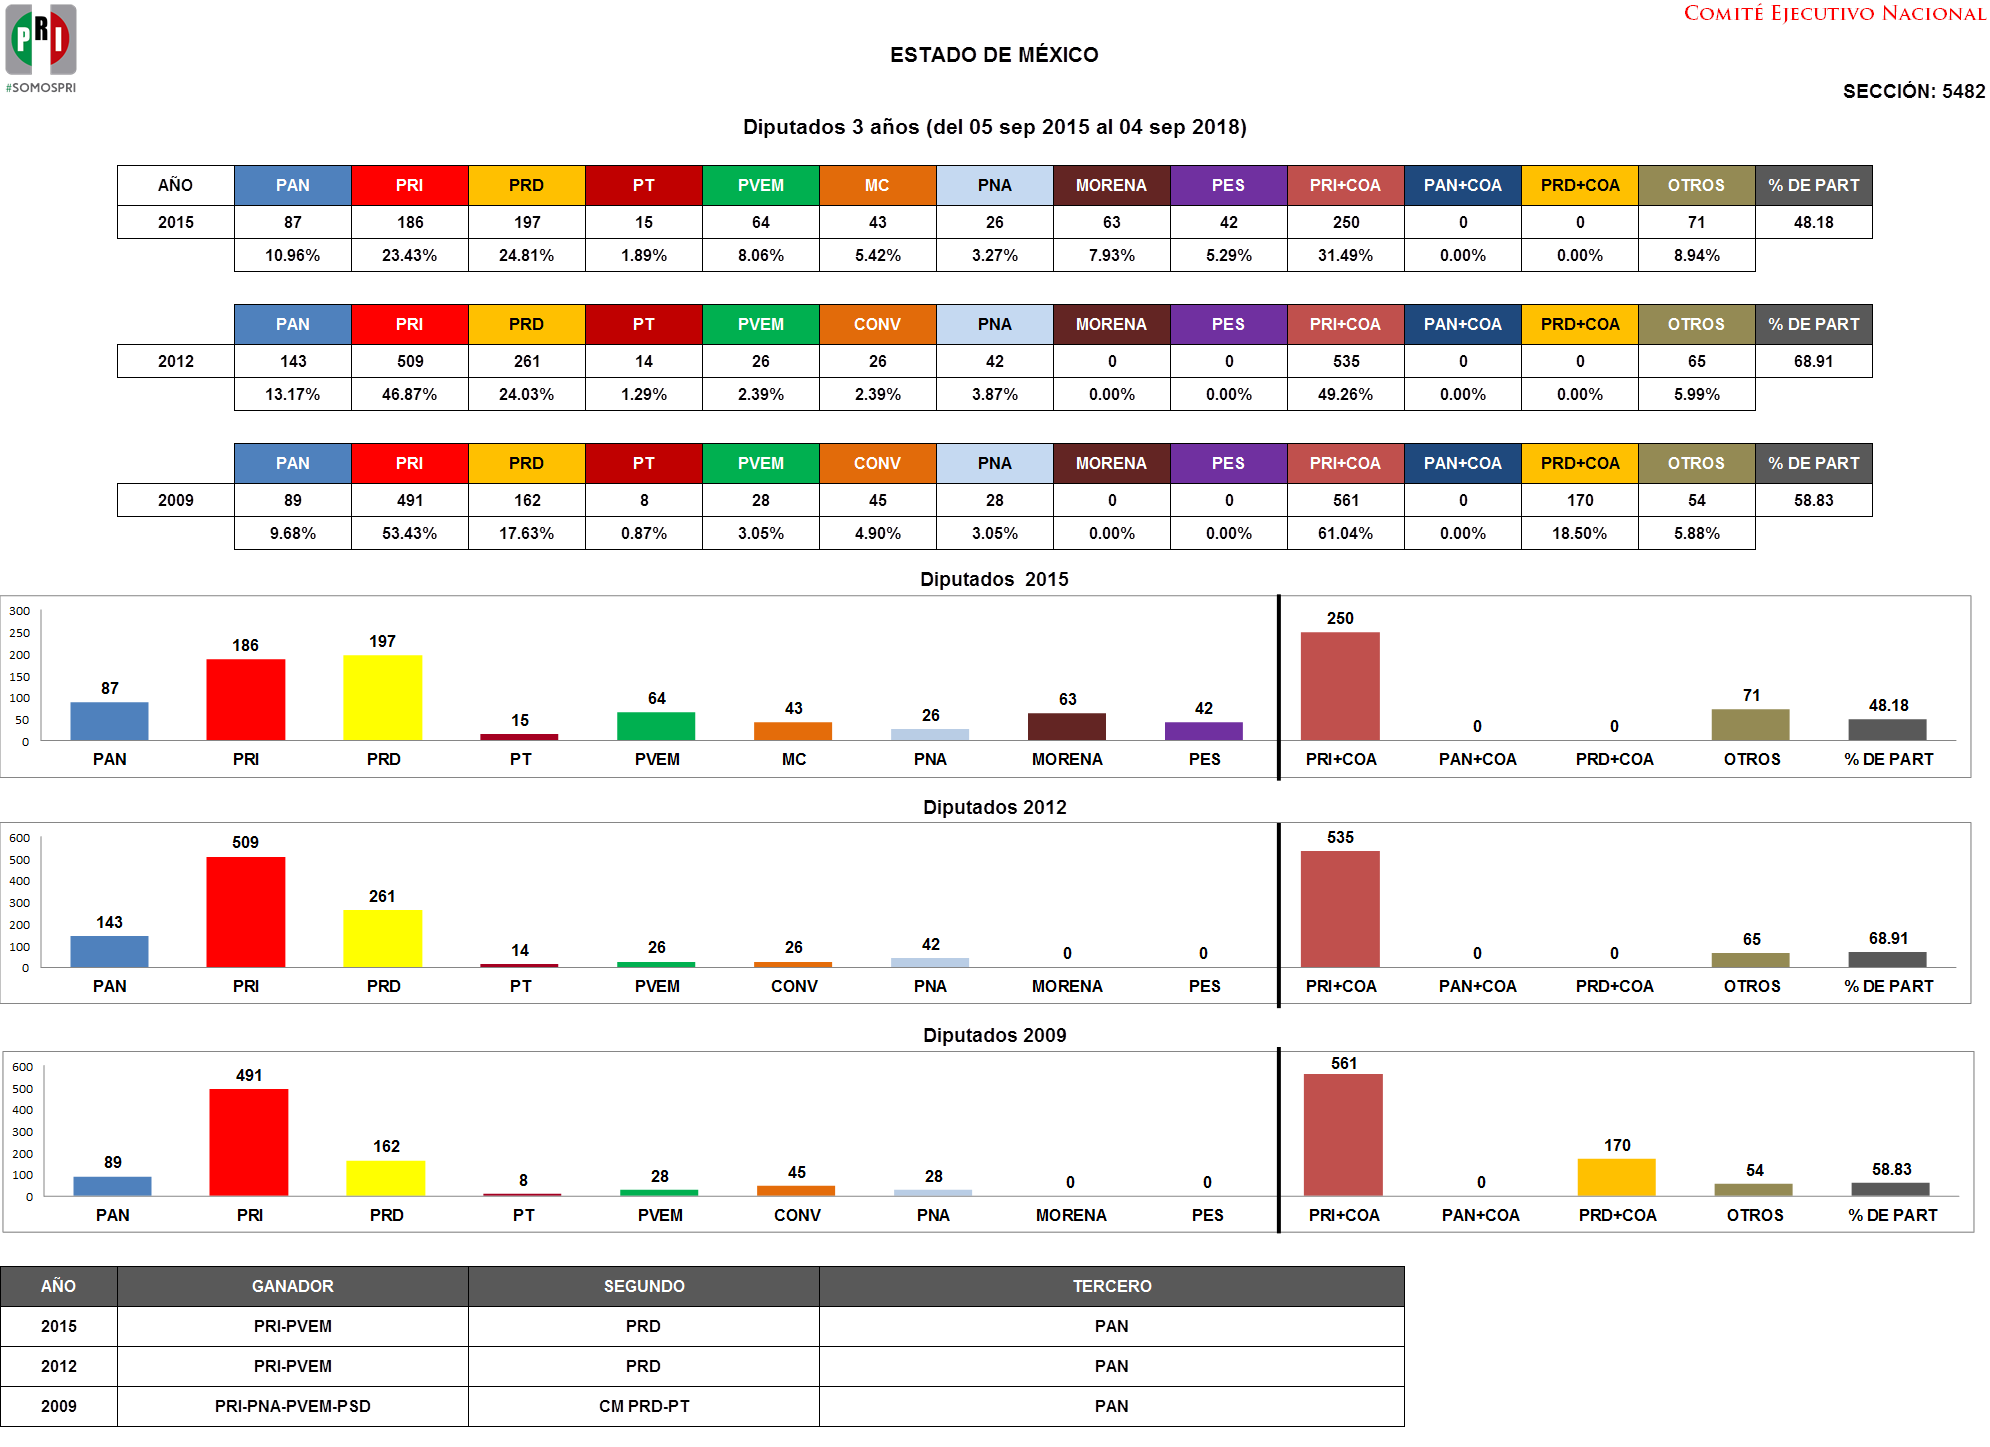 PRI
#SOMOSPRI
COMITÉ EJECUTIVO NACIONAL
ESTADO DE MÉXICO
SECCIÓN: 5482
Diputados 3 años (del 05 sep 2015 al 04 sep 2018)
AÑO PAN PRI PRD PT PVEM MC PNA MORENA PES PRI+COA PAN+COA PRD+COA OTROS % DE PART
2015 87 186 197 15 64 43 26 63 42 250 0 0 71 48.18
10.96% 23.43% 24.81% 1.89% 8.06% 5.42% 3.27% 7.93% 5.29% 31.49% 0.00% 0.00% 8.94%
PAN PRI PRD PT PVEM CONV PNA MORENA PES PRI+COA PAN+COA PRD+COA OTROS % DE PART
2012 143 509 261 14 26 26 42 0 0 535 0 0 65 68.91
13.17% 46.87% 24.03% 1.29% 2.39% 2.39% 3.87% 0.00% 0.00% 49.26% 0.00% 0.00% 5.99%
PAN PRI PRD PT PVEM CONV PNA MORENA PES PRI+COA PAN+COA PRD+COA OTROS % DE PART
2009 89 491 162 8 28 45 28 0 0 561 0 170 54 58.83
9.68% 53.43% 17.63% 0.87% 3.05% 4.90% 3.05% 0.00% 0.00% 61.04% 0.00% 18.50% 5.88%
Diputados 2015
300
250
200
150
100
50
0
87 186 197 15 64 43 26 63 42 250 0 0 71 48.18
PAN PRI PRD PT PVEM MC PNA MORENA PES PRI+COA PAN+COA PRD+COA OTROS % DE PART
Diputados 2012
600
500
400
300
200
100
0
143 509 261 14 26 26 42 0 0 535 0 0 65 68.91
PAN PRI PRD PT PVEM CONV PNA MORENA PES PRI+COA PAN+COA PRD+COA OTROS % DE PART
Diputados 2009
600
500
400
300
200
100
0
89 491 162 8 28 45 28 0 0 561 0 170 54 58.83
PAN PRI PRD PT PVEM CONV PNA MORENA PES PRI+COA PAN+COA PRD+COA OTROS % DE PART
AÑO GANADOR SEGUNDO TERCERO
2015 PRI-PVEM PRD PAN
2012 PRI-PVEM PRD PAN
2009 PRI-PNA-PVEM-PSD CM PRD-PT PAN